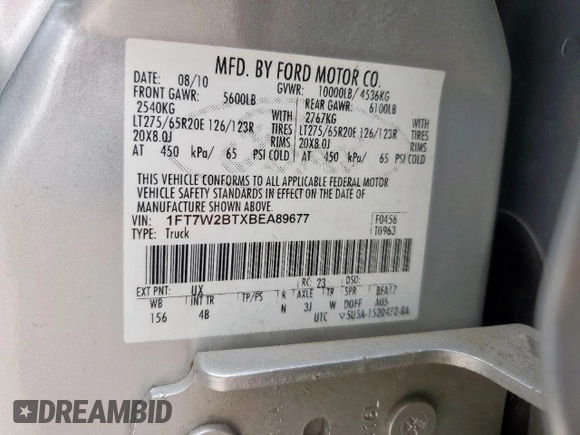 MFD. BY FORD MOTOR CO.
DATE: 08/10 GVWR: 10000LB/4536KG
FRONT GAWR: 5600LB REAR GAWR: 6100LB
2540KG WITH 2767KG WITH
LT275/65R20E 126/123R TIRES LT275/65R20E 126/123R TIRES
20X8.0J RIMS 20X8.0J RIMS
AT 450 kPa/ 65 PSI COLD AT 450 kPa/ 65 PSI COLD
THIS VEHICLE CONFORMS TO ALL APPLICABLE FEDERAL MOTOR
VEHICLE SAFETY STANDARDS IN EFFECT ON THE DATE OF
MANUFACTURE SHOWN ABOVE.
VIN: 1FT7W2BTXBEA89677 F0456
TYPE: Truck T0963
EXT PNT: UX RC: 23 DSO:
WB INT TR TP/PS R AXLE TR SPR
156 4B N 3J W DDFF A05
UTC
DREAMBID